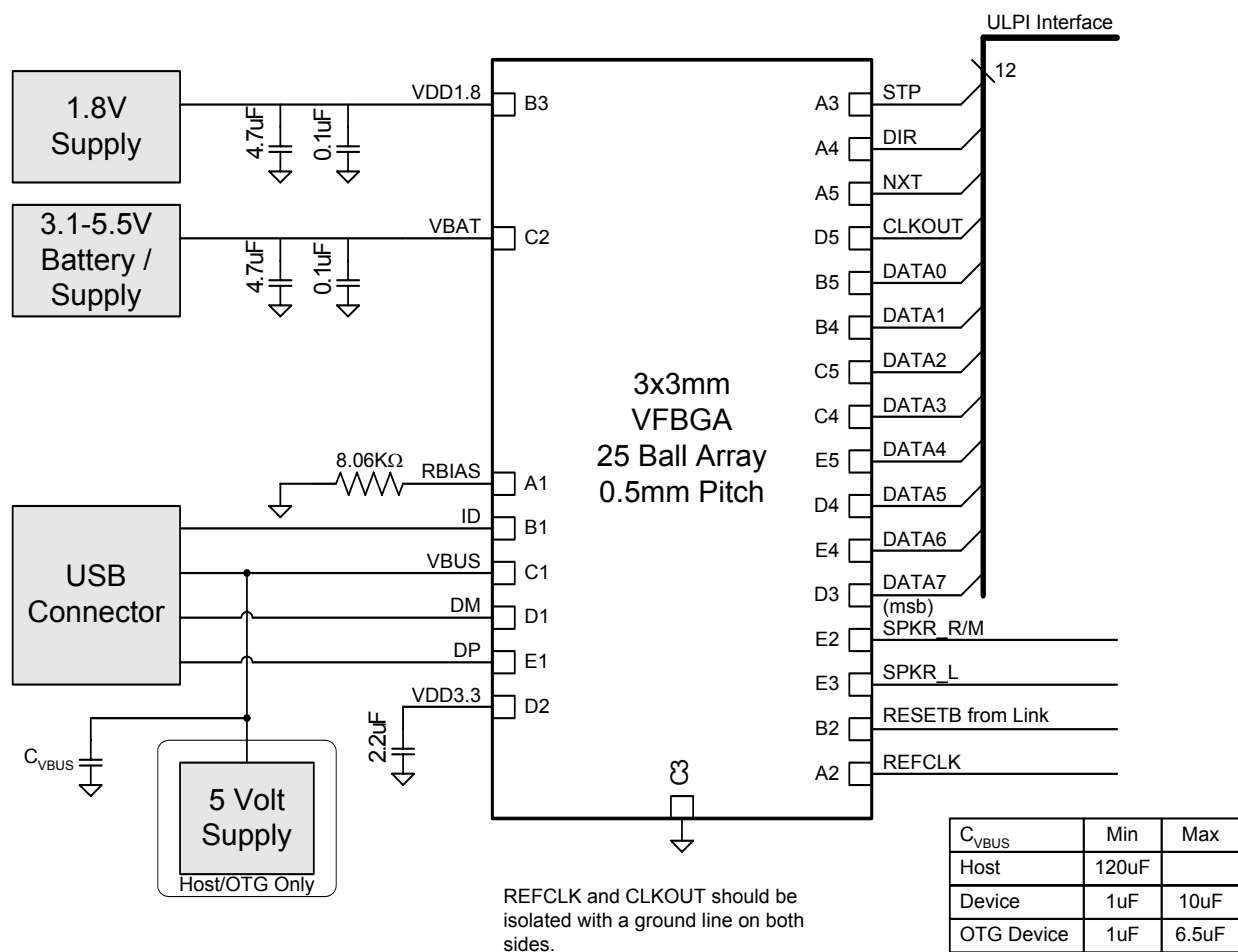 ULPI Interface
12
1.8V
Supply
4.7uF
0.1uF
VDD1.8
B3
3.1-5.5V
Battery /
Supply
4.7uF
0.1uF
VBAT
C2
8.06KΩ
RBIAS
A1
USB
Connector
ID
B1
VBUS
C1
DM
D1
DP
E1
VDD3.3
D2
2.2uF
CVBUS
5 Volt
Supply
Host/OTG Only
3x3mm
VFBGA
25 Ball Array
0.5mm Pitch
C3
A3 STP
A4 DIR
A5 NXT
D5 CLKOUT
B5 DATA0
B4 DATA1
C5 DATA2
C4 DATA3
E5 DATA4
D4 DATA5
E4 DATA6
D3 DATA7
(msb)
E2 SPKR_R/M
E3 SPKR_L
B2 RESETB from Link
A2 REFCLK
REFCLK and CLKOUT should be
isolated with a ground line on both
sides.
CVBUS Min Max
Host 120uF
Device 1uF 10uF
OTG Device 1uF 6.5uF